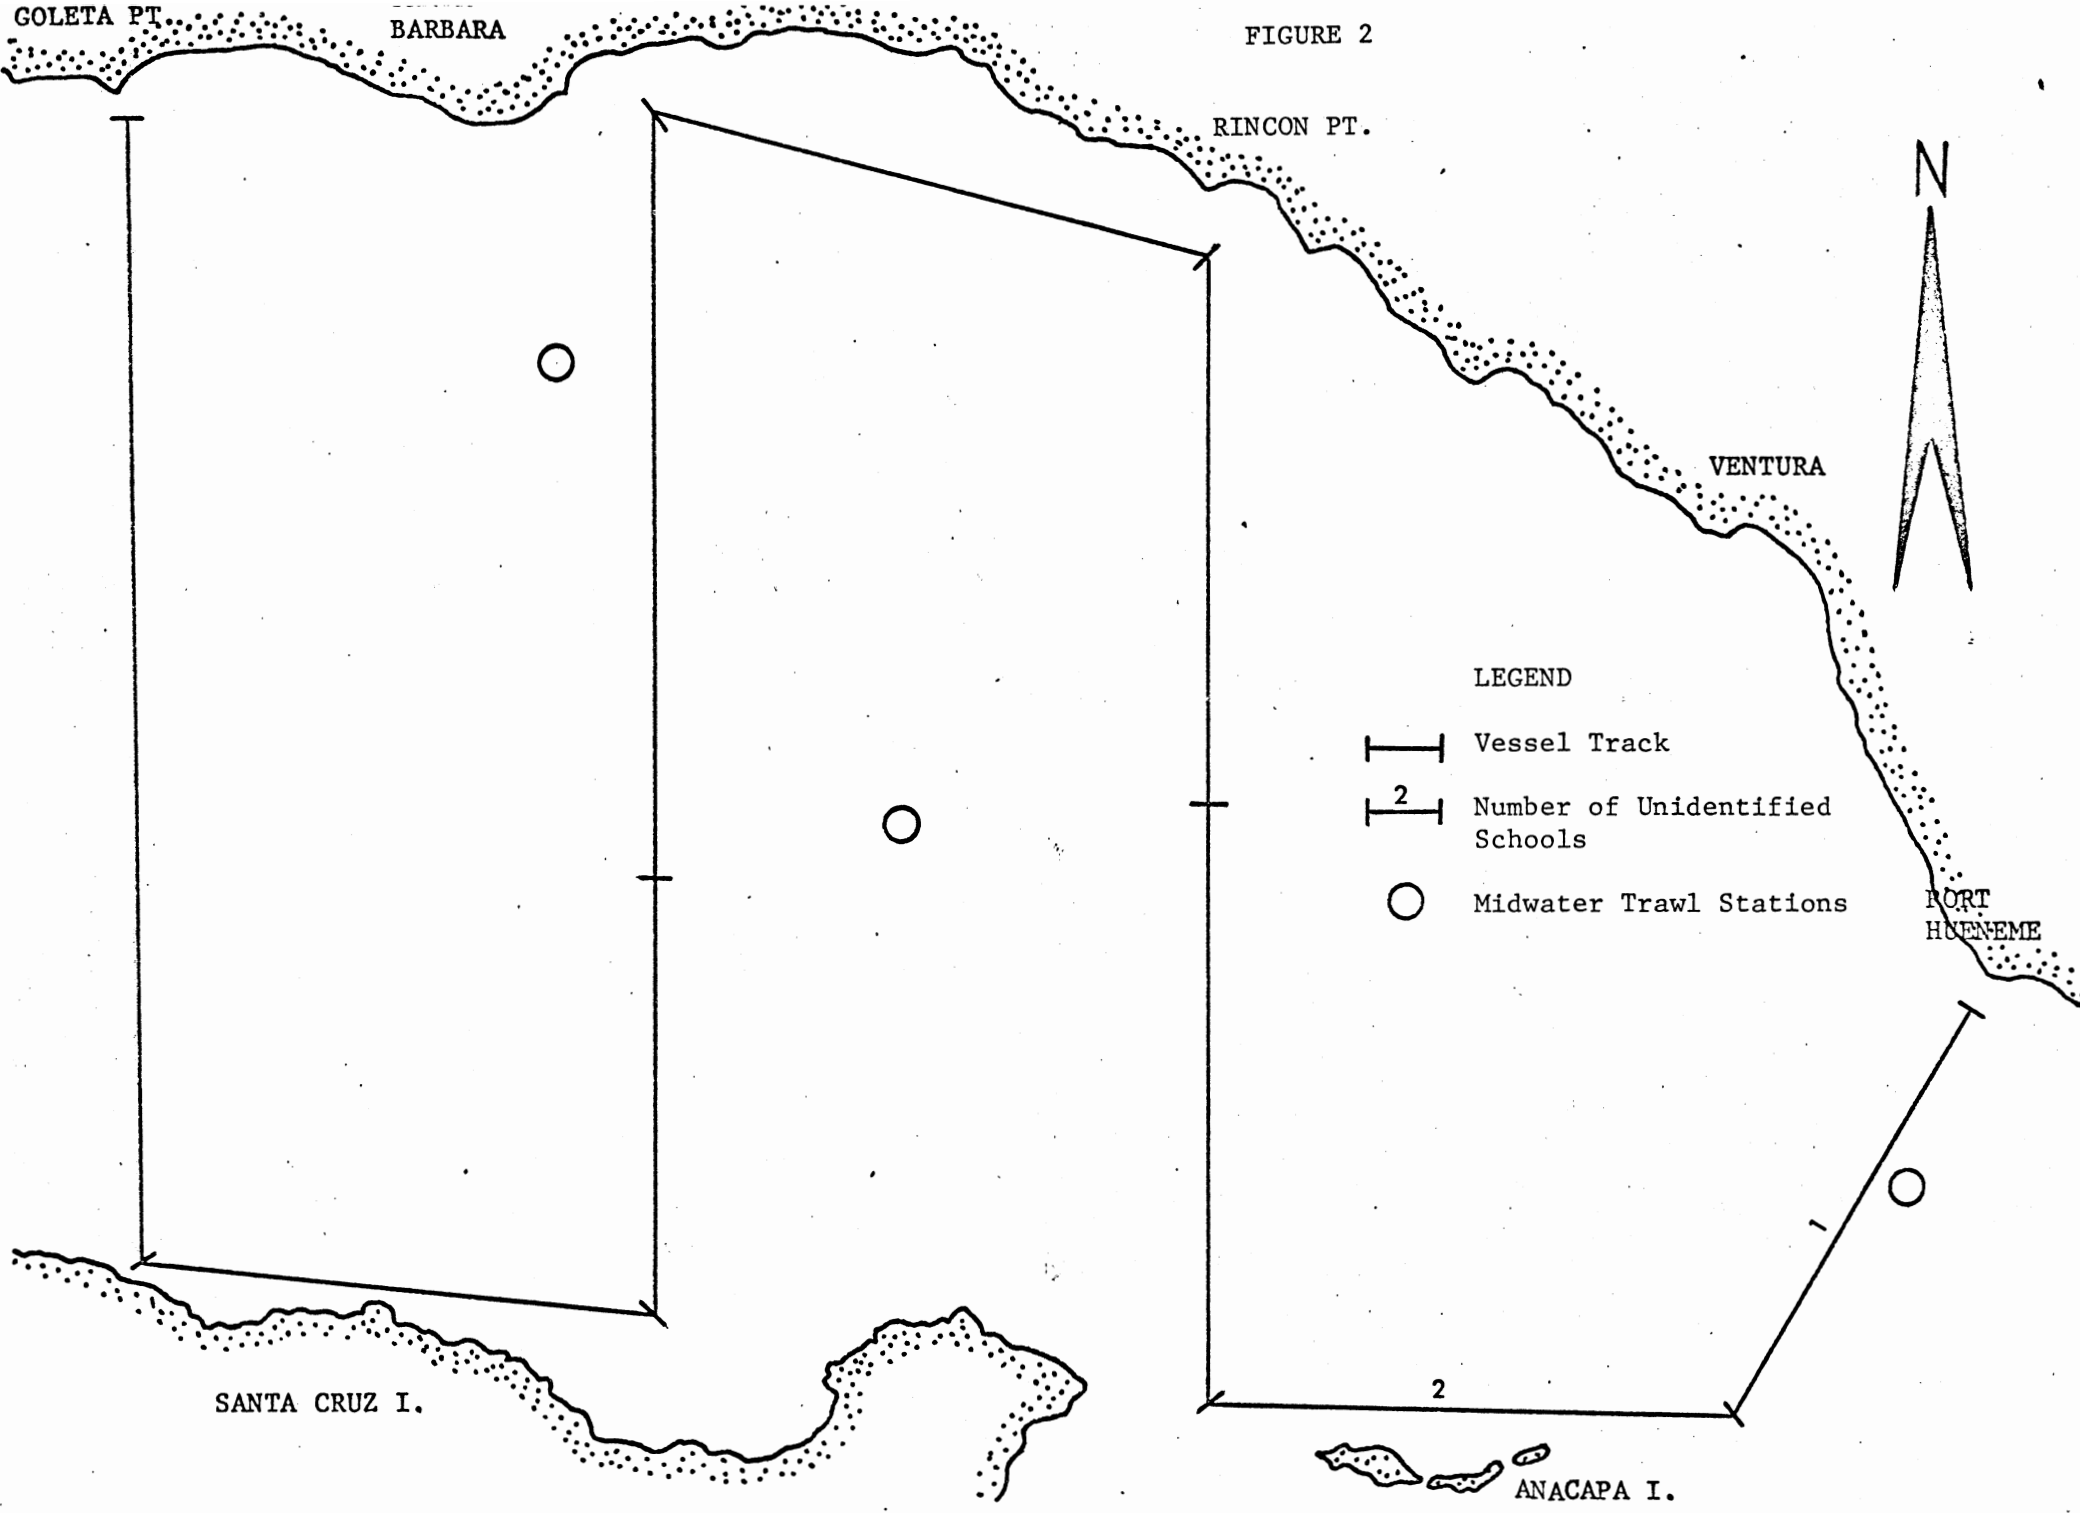 GOLETA PT.
BARBARA
FIGURE 2
RINCON PT.
N
VENTURA
LEGEND
Vessel Track
2
Number of Unidentified
Schools
Midwater Trawl Stations
PORT
HUENEME
1
2
SANTA CRUZ I.
ANACAPA I.